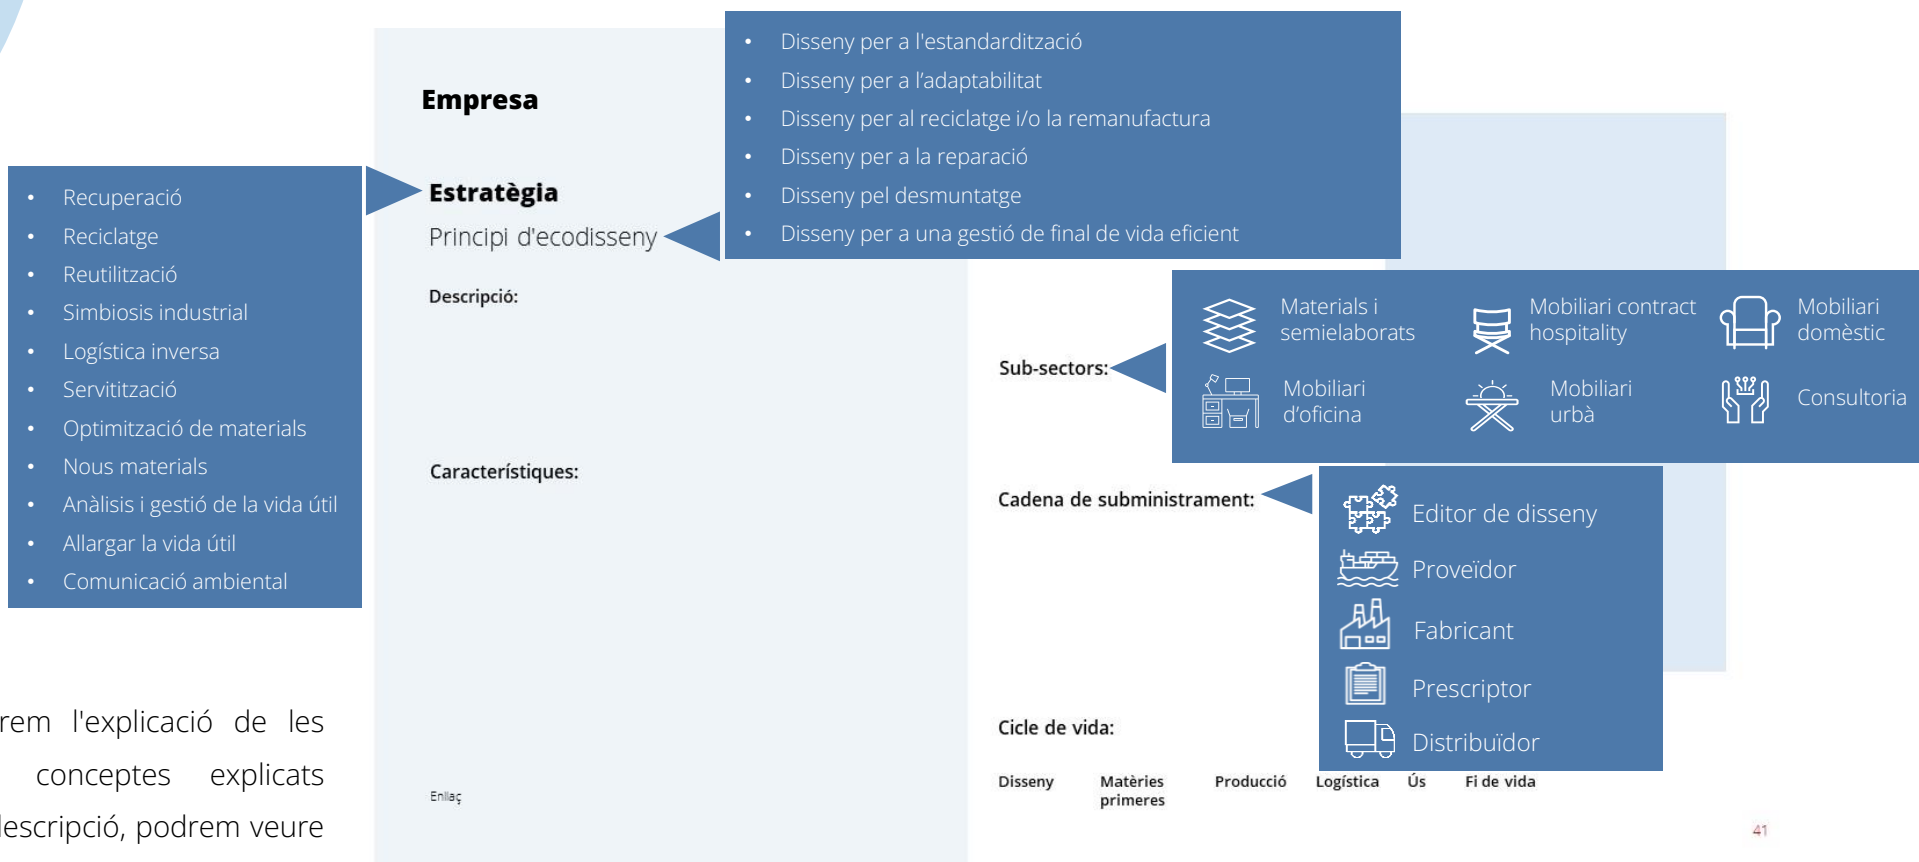 Empresa
Estratègia
Principi d'ecodisseny
Descripció:
Característiques:
Enllaç
• Recuperació
• Reciclatge
• Reutilització
• Simbiosis industrial
• Logística inversa
• Servitització
• Optimització de materials
• Nous materials
• Anàlisis i gestió de la vida útil
• Allargar la vida útil
• Comunicació ambiental
• Disseny per a l'estandardització
• Disseny per a l’adaptabilitat
• Disseny per al reciclatge i/o la remanufactura
• Disseny per a la reparació
• Disseny pel desmuntatge
• Disseny per a una gestió de final de vida eficient
Sub-sectors:
Materials i
semielaborats
Mobiliari contract
hospitality
Mobiliari
domèstic
Mobiliari
d’oficina
Mobiliari
urbà
Consultoria
Cadena de subministrament:
Editor de disseny
Proveïdor
Fabricant
Prescriptor
Distribuïdor
Cicle de vida:
Disseny
Matèries
primeres
Producció
Logística
Ús
Fi de vida
rem l'explicació de les
conceptes explicats
descripció, podrem veure
41